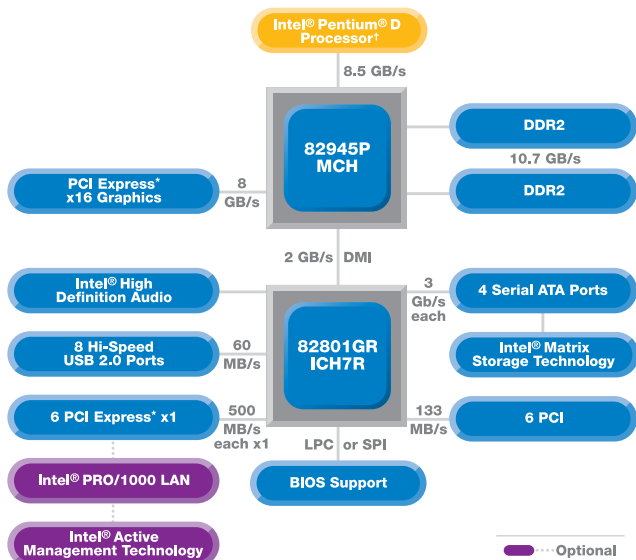 Intel® Pentium® D
Processor†
8.5 GB/s
82945P
MCH
DDR2
10.7 GB/s
DDR2
PCI Express*
x16 Graphics
8
GB/s
2 GB/s DMI
Intel® High
Definition Audio
3
Gb/s
each
4 Serial ATA Ports
82801GR
ICH7R
8 Hi-Speed
USB 2.0 Ports
60
MB/s
Intel® Matrix
Storage Technology
6 PCI Express* x1
500
MB/s
each x1
133
MB/s
6 PCI
LPC or SPI
BIOS Support
Intel® PRO/1000 LAN
Intel® Active
Management Technology
Optional